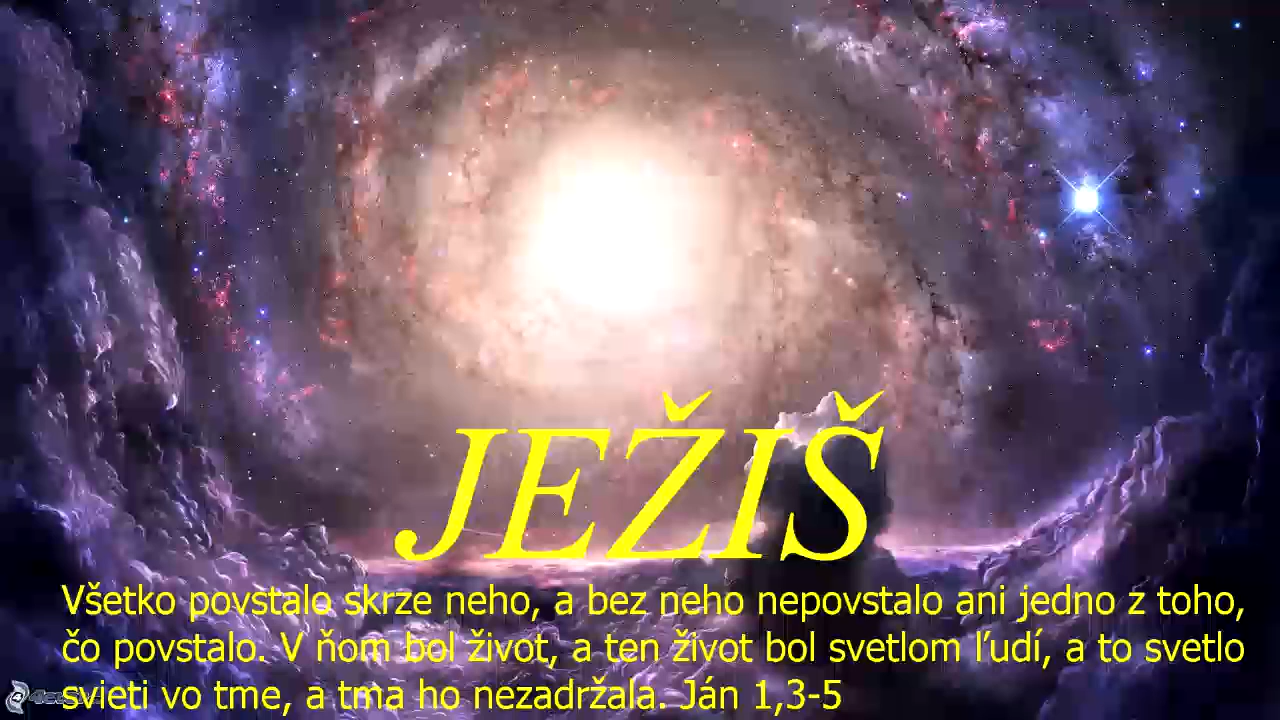 JEŽIŠ
Všetko povstalo skrze neho, a bez neho nepovstalo ani jedno z toho,
čo povstalo. V ňom bol život, a ten život bol svetlom ľudí, a to svetlo
svieti vo tme, a tma ho nezadržala. Ján 1,3-5